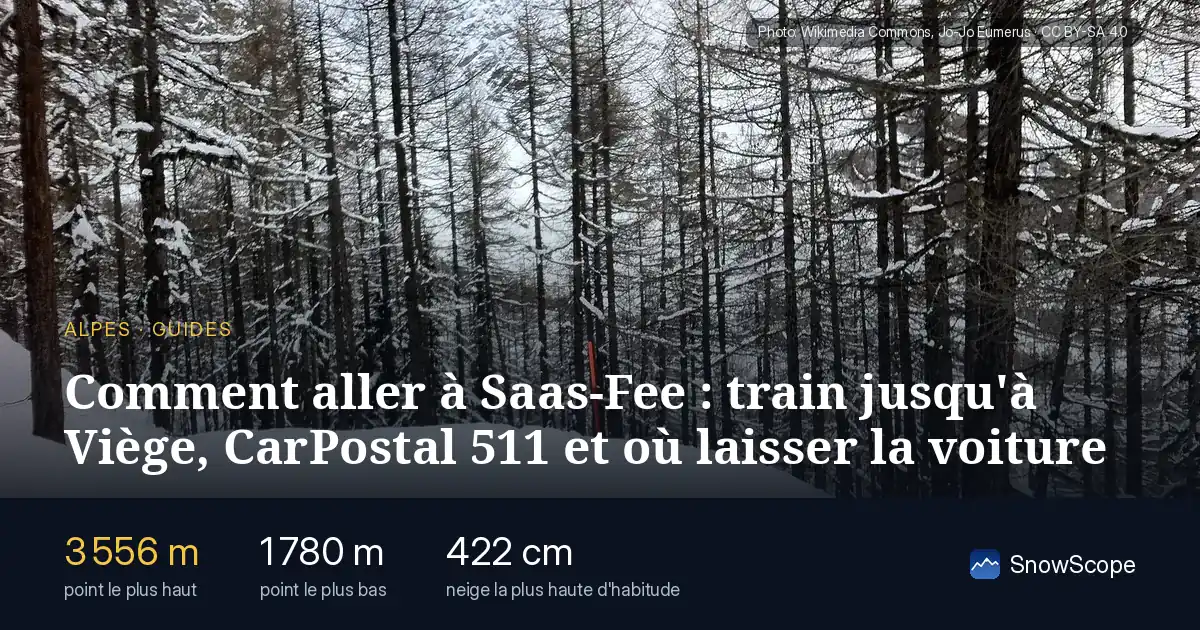 Photo: Wikimedia Commons, Jo-Jo Eumerus · CC BY-SA 4.0
ALPES · GUIDES
Comment aller à Saas-Fee : train jusqu'à
Viège, CarPostal 511 et où laisser la voiture
3 556 m
1 780 m
422 cm
point le plus haut
point le plus bas
neige la plus haute d'habitude
SnowScope